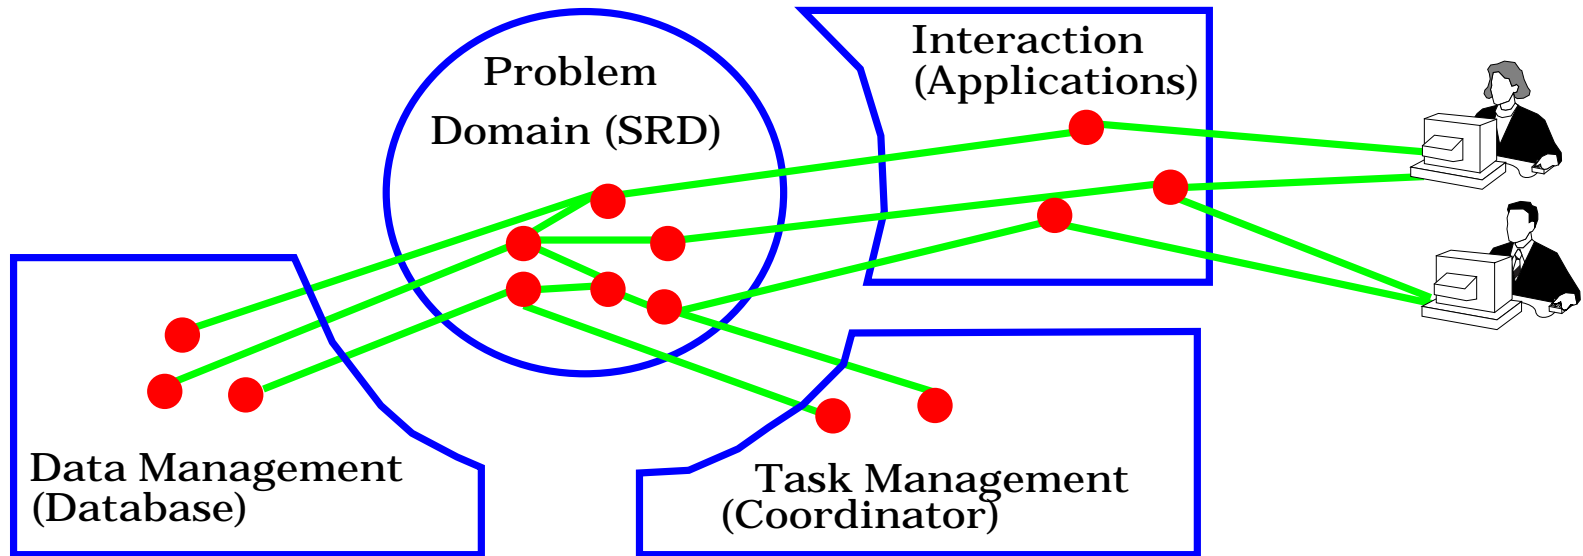 Problem
Domain (SRD)
Interaction
(Applications)
Data Management
(Database)
Task Management
(Coordinator)